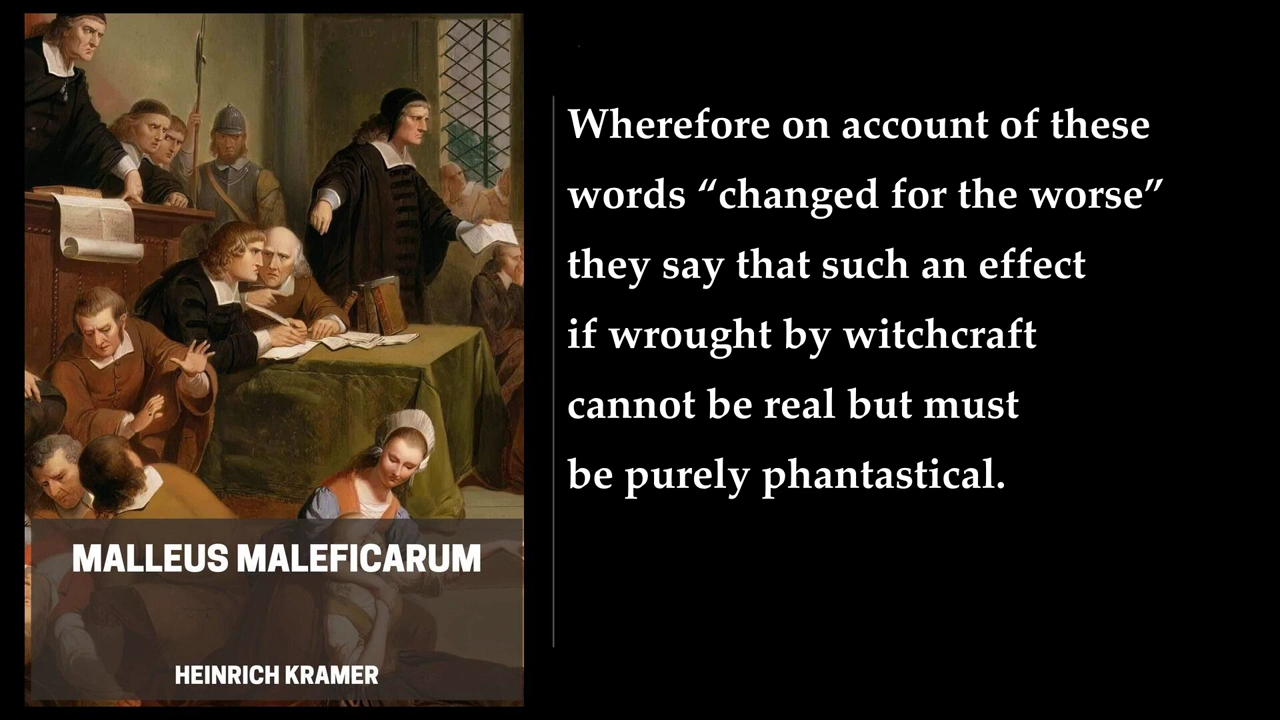 MALLEUS MALEFICARUM
HEINRICH KRAMER
Wherefore on account of these
words “changed for the worse”
they say that such an effect
if wrought by witchcraft
cannot be real but must
be purely phantastical.